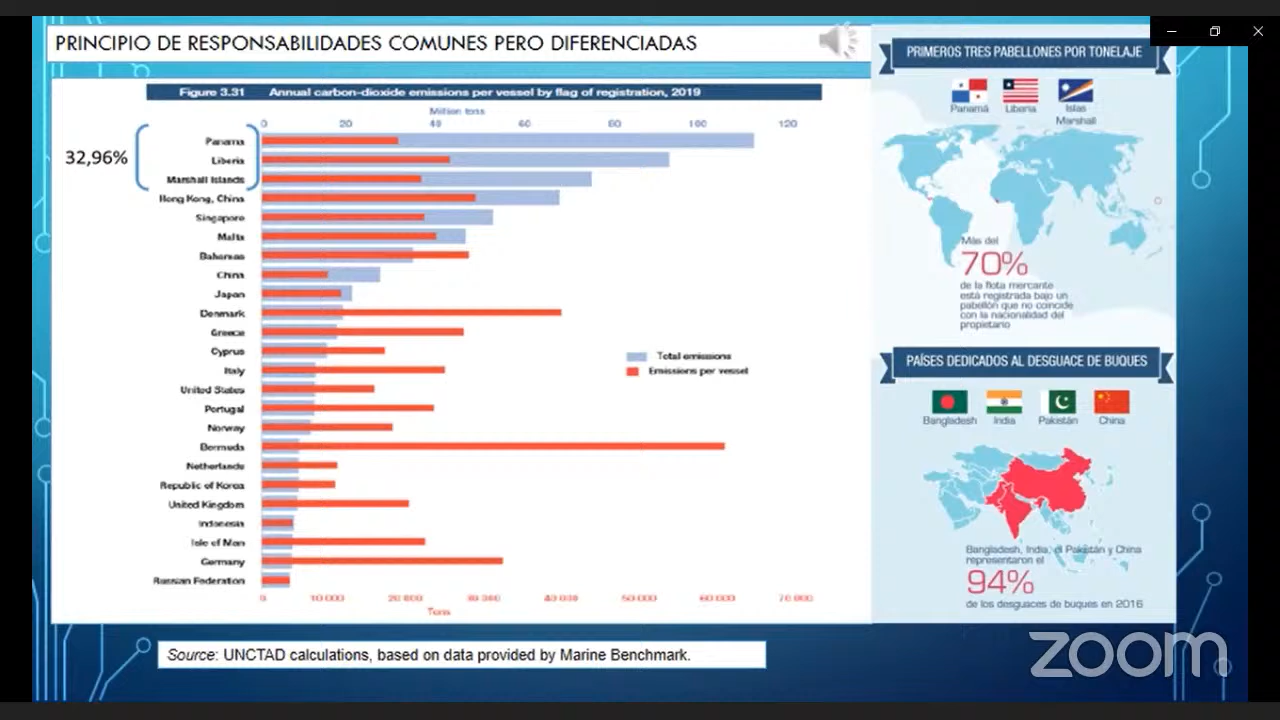 PRINCIPIO DE RESPONSABILIDADES COMUNES PERO DIFERENCIADAS
Figure 3.31 Annual carbon-dioxide emissions per vessel by flag of registration, 2019
Million tons
0 20 40 60 80 100 120
32,96%
Panama
Liberia
Marshall Islands
Hong Kong, China
Singapore
Malta
Bahamas
China
Japan
Denmark
Greece
Cyprus
Italy
United States
Portugal
Norway
Bermuda
Netherlands
Republic of Korea
United Kingdom
Indonesia
Isle of Man
Germany
Russian Federation
Total emissions
Emissions per vessel
0 10 000 20 000 30 000 40 000 50 000 60 000 70 000
Tons
Source: UNCTAD calculations, based on data provided by Marine Benchmark.
PRIMEROS TRES PABELLONES POR TONELAJE
Panamá Liberia Islas
Marshall
Más del
70%
de la flota mercante
está registrada bajo un
pabellón que no coincide
con la nacionalidad del
propietario
PAÍSES DEDICADOS AL DESGUACE DE BUQUES
Bangladesh India Pakistán China
Bangladesh, India, el Pakistán y China
representaron el
94%
de los desguaces de buques en 2016
zoom